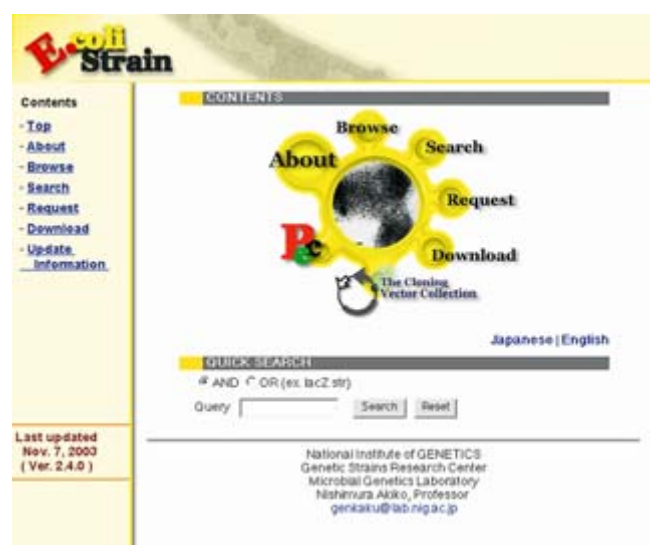 E.coli
Strain
Contents
- Top
- About
- Browse
- Search
- Request
- Download
- Update
Information
Last updated
Nov. 7, 2003
( Ver. 2.4.0 )
CONTENTS
Browse
About
Search
Request
Download
PEC
The Cloning
Vector Collection
Japanese | English
QUICK SEARCH
AND OR (ex. lacZ str)
Query Search Reset
National Institute of GENETICS
Genetic Strains Research Center
Microbial Genetics Laboratory
Nishimura Akiko, Professor
genkaku@lab.nig.ac.jp